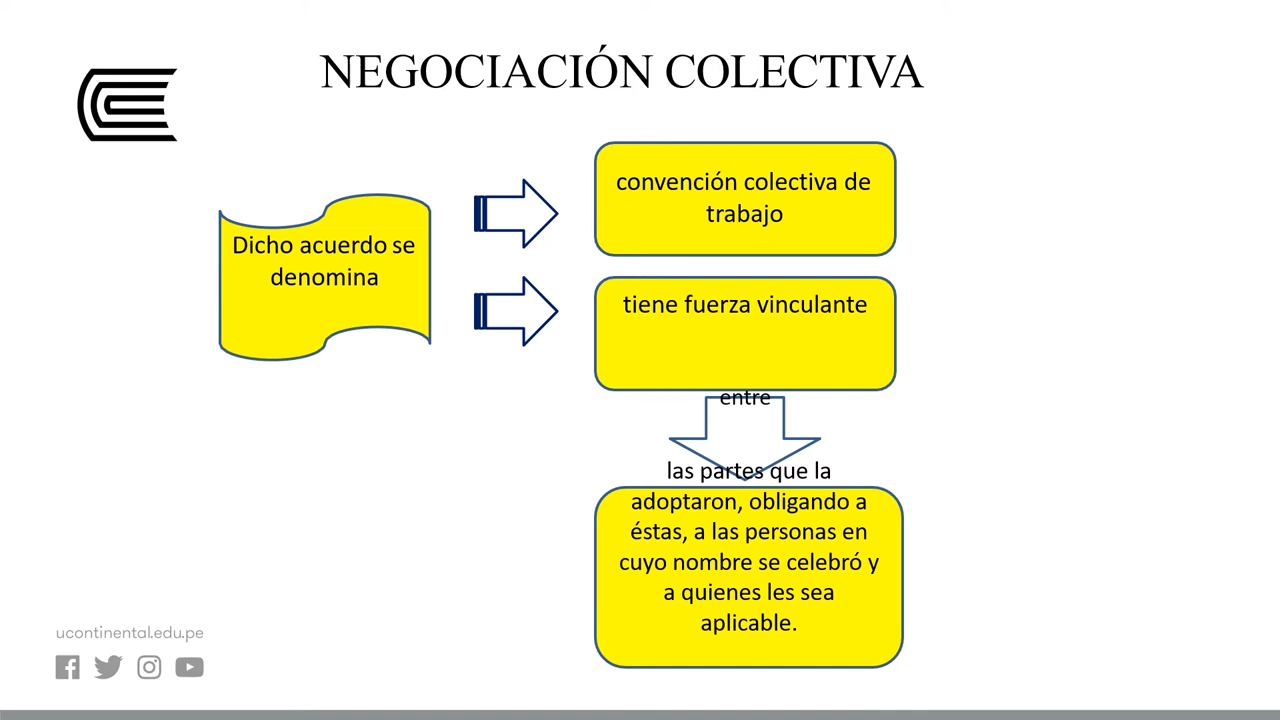 NEGOCIACIÓN COLECTIVA
Dicho acuerdo se
denomina
convención colectiva de
trabajo
tiene fuerza vinculante
entre
las partes que la
adoptaron, obligando a
éstas, a las personas en
cuyo nombre se celebró y
a quienes les sea
aplicable.
ucontinental.edu.pe